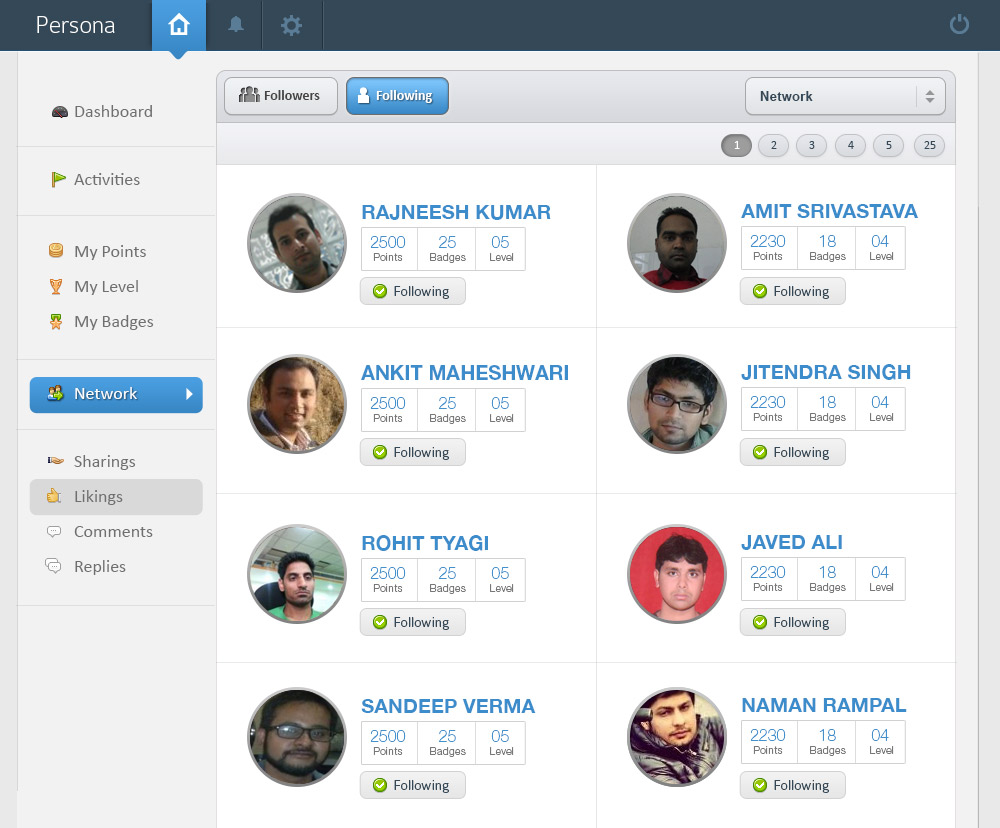 Persona
Dashboard
Activities
My Points
My Level
My Badges
Network
Sharings
Likings
Comments
Replies
Followers Following Network
1 2 3 4 5 25
RAJNEESH KUMAR
2500 25 05
Points Badges Level
Following
AMIT SRIVASTAVA
2230 18 04
Points Badges Level
Following
ANKIT MAHESHWARI
2500 25 05
Points Badges Level
Following
JITENDRA SINGH
2230 18 04
Points Badges Level
Following
ROHIT TYAGI
2500 25 05
Points Badges Level
Following
JAVED ALI
2230 18 04
Points Badges Level
Following
SANDEEP VERMA
2500 25 05
Points Badges Level
Following
NAMAN RAMPAL
2230 18 04
Points Badges Level
Following